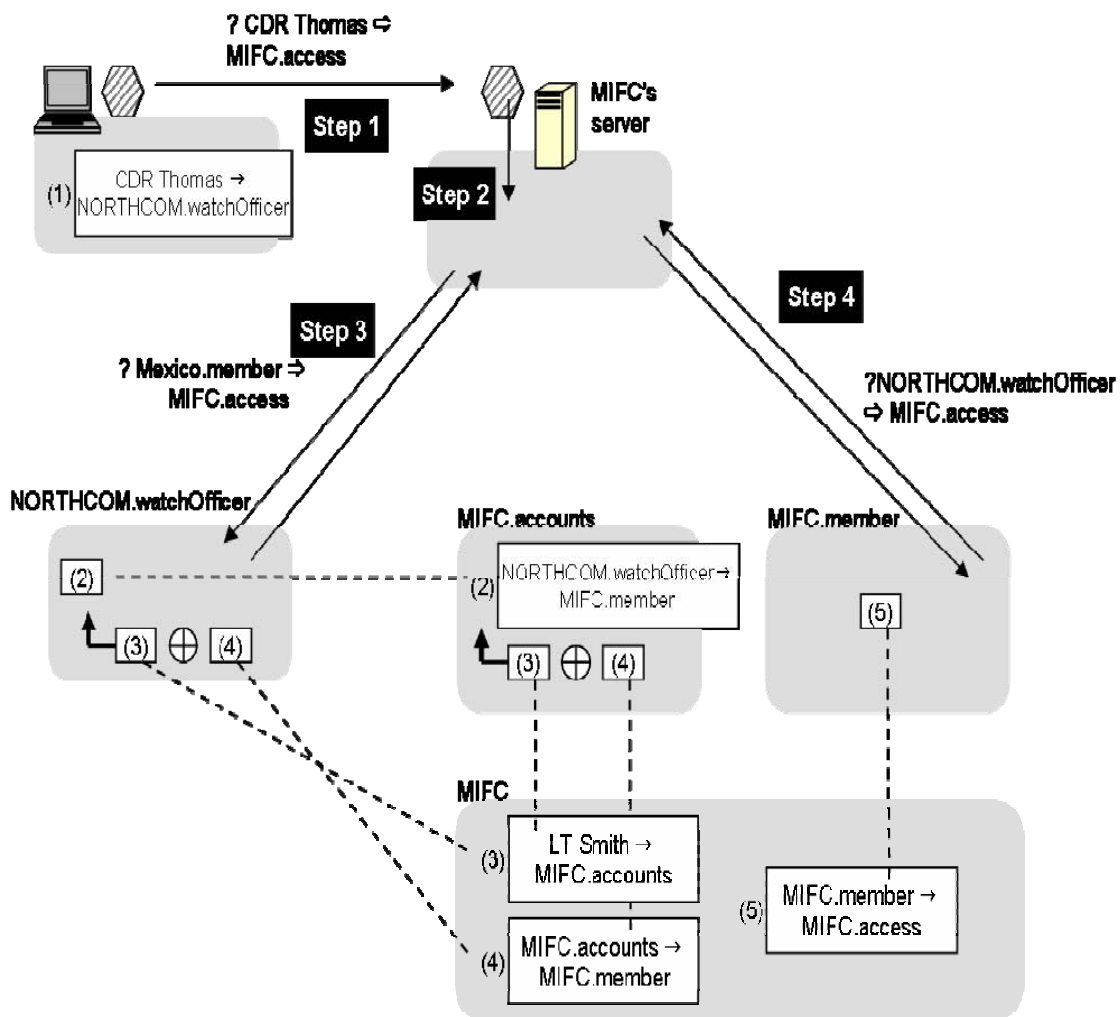 ? CDR Thomas ⇨
MIFC.access
MIFC's
server
Step 1
(1)
CDR Thomas →
NORTHCOM.watchOfficer
Step 2
Step 3
? Mexico.member ⇨
MIFC.access
Step 4
?NORTHCOM.watchOfficer
⇨ MIFC.access
NORTHCOM.watchOfficer
(2)
(3)
(4)
MIFC.accounts
(2)
NORTHCOM.watchOfficer→
MIFC.member
(3)
(4)
MIFC.member
(5)
MIFC
(3)
LT Smith →
MIFC.accounts
(4)
MIFC.accounts →
MIFC.member
(5)
MIFC.member →
MIFC.access